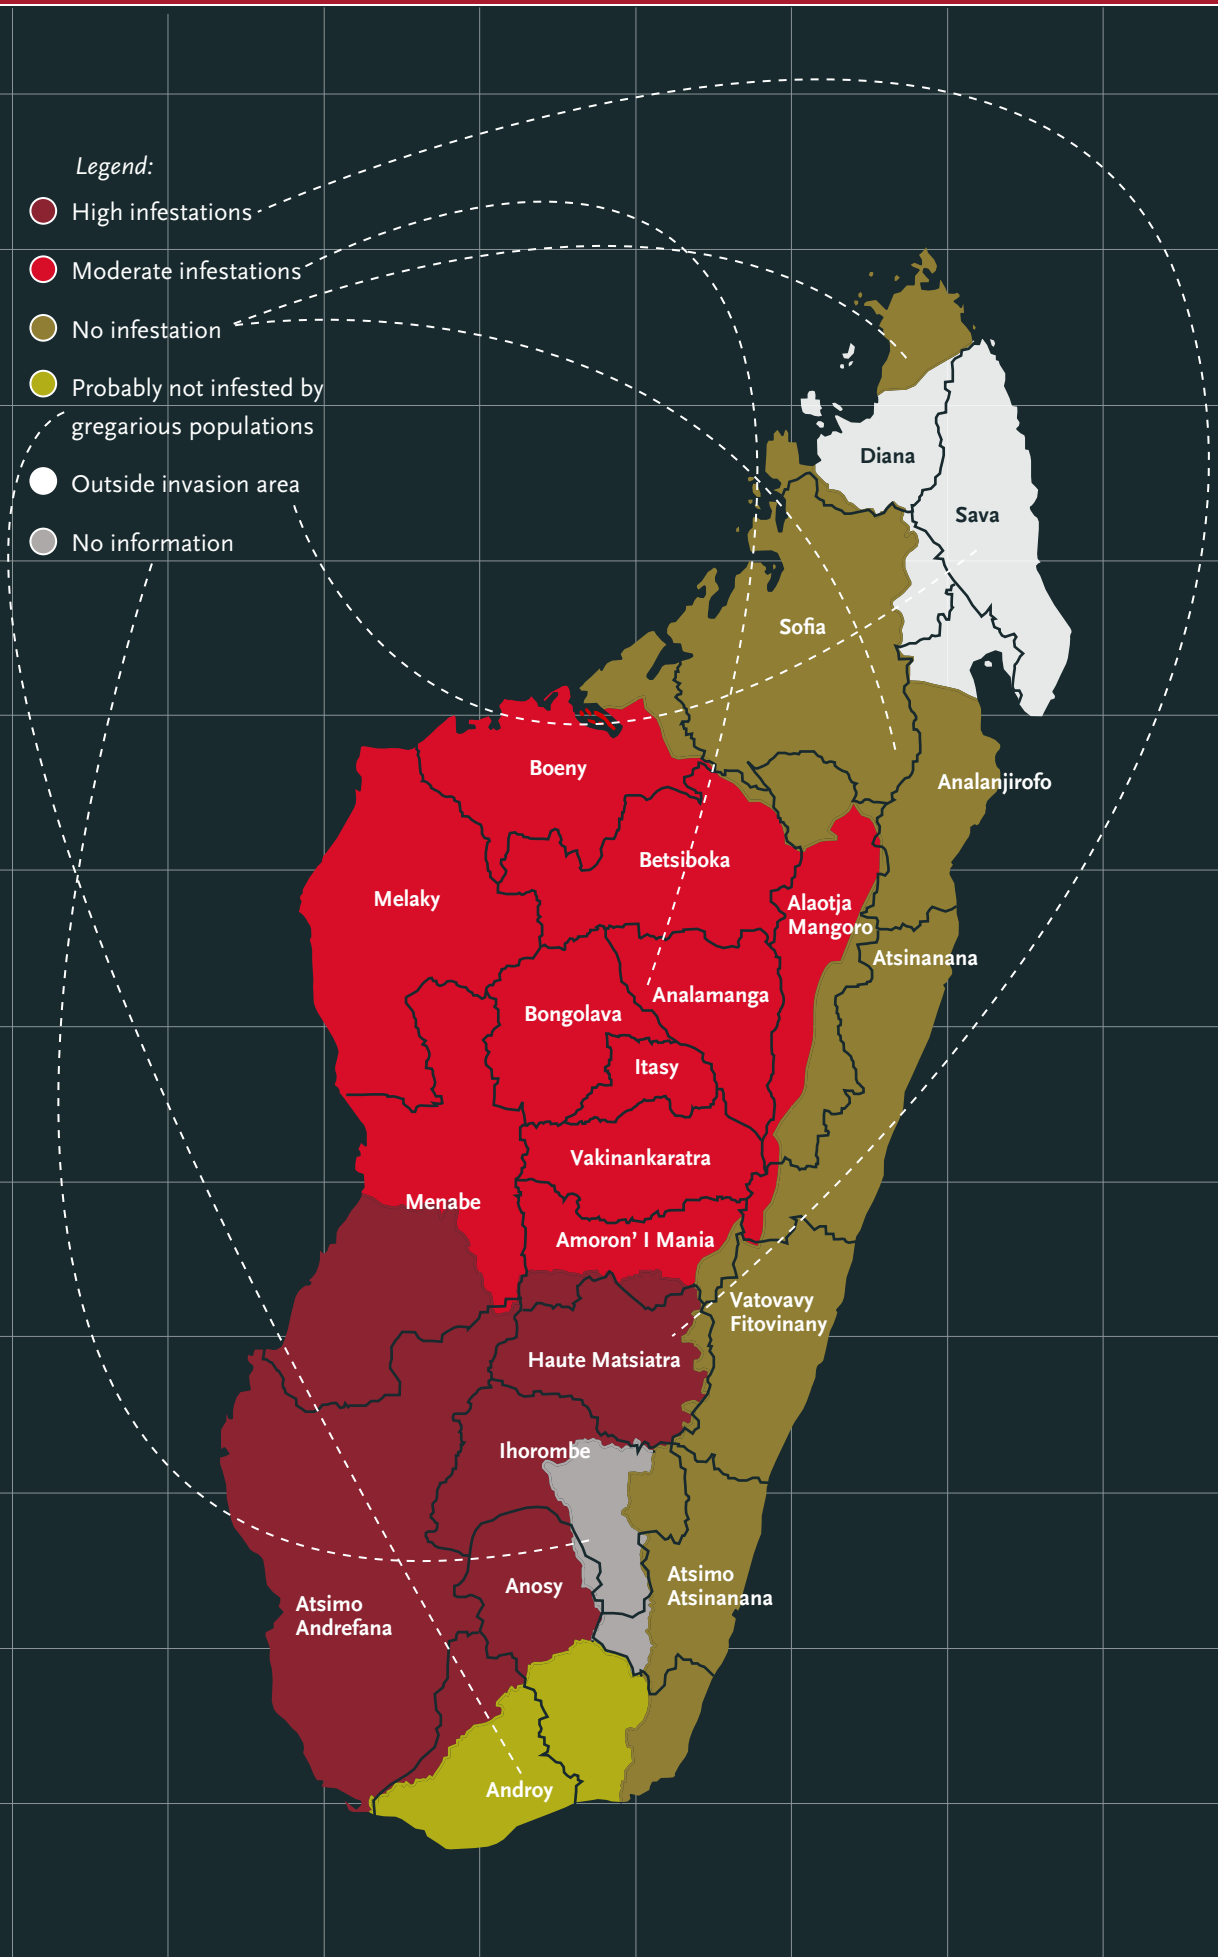 Legend:
High infestations
Moderate infestations
No infestation
Probably not infested by
gregarious populations
Outside invasion area
No information
Diana
Sava
Sofia
Boeny
Analanjirofo
Betsiboka
Melaky
Alaotja
Mangoro
Atsinanana
Analamanga
Bongolava
Itasy
Vakinankaratra
Menabe
Amoron' I Mania
Vatovavy
Fitovinany
Haute Matsiatra
Ihorombe
Atsimo
Atsinanana
Anosy
Atsimo
Andrefana
Androy